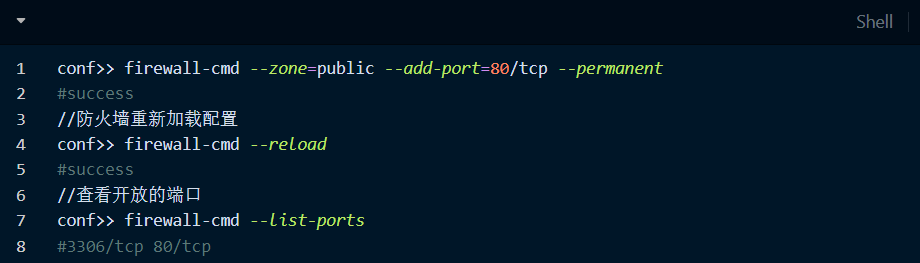 Shell
1 conf>> firewall-cmd --zone=public --add-port=80/tcp --permanent
2 #success
3 //防火墙重新加载配置
4 conf>> firewall-cmd --reload
5 #success
6 //查看开放的端口
7 conf>> firewall-cmd --list-ports
8 #3306/tcp 80/tcp